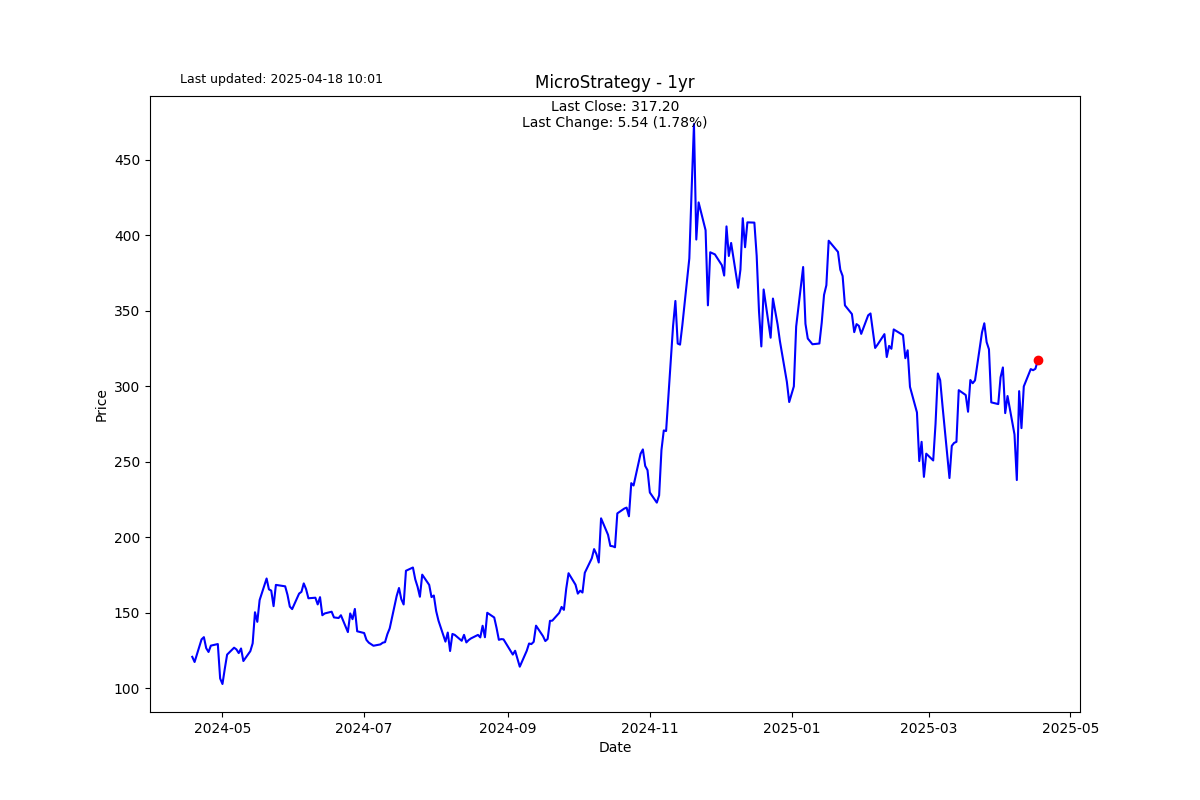 Last updated: 2025-04-18 10:01
MicroStrategy - 1yr
Last Close: 317.20
Last Change: 5.54 (1.78%)
450
400
350
300
250
200
150
100
Price
2024-05
2024-07
2024-09
2024-11
2025-01
2025-03
2025-05
Date